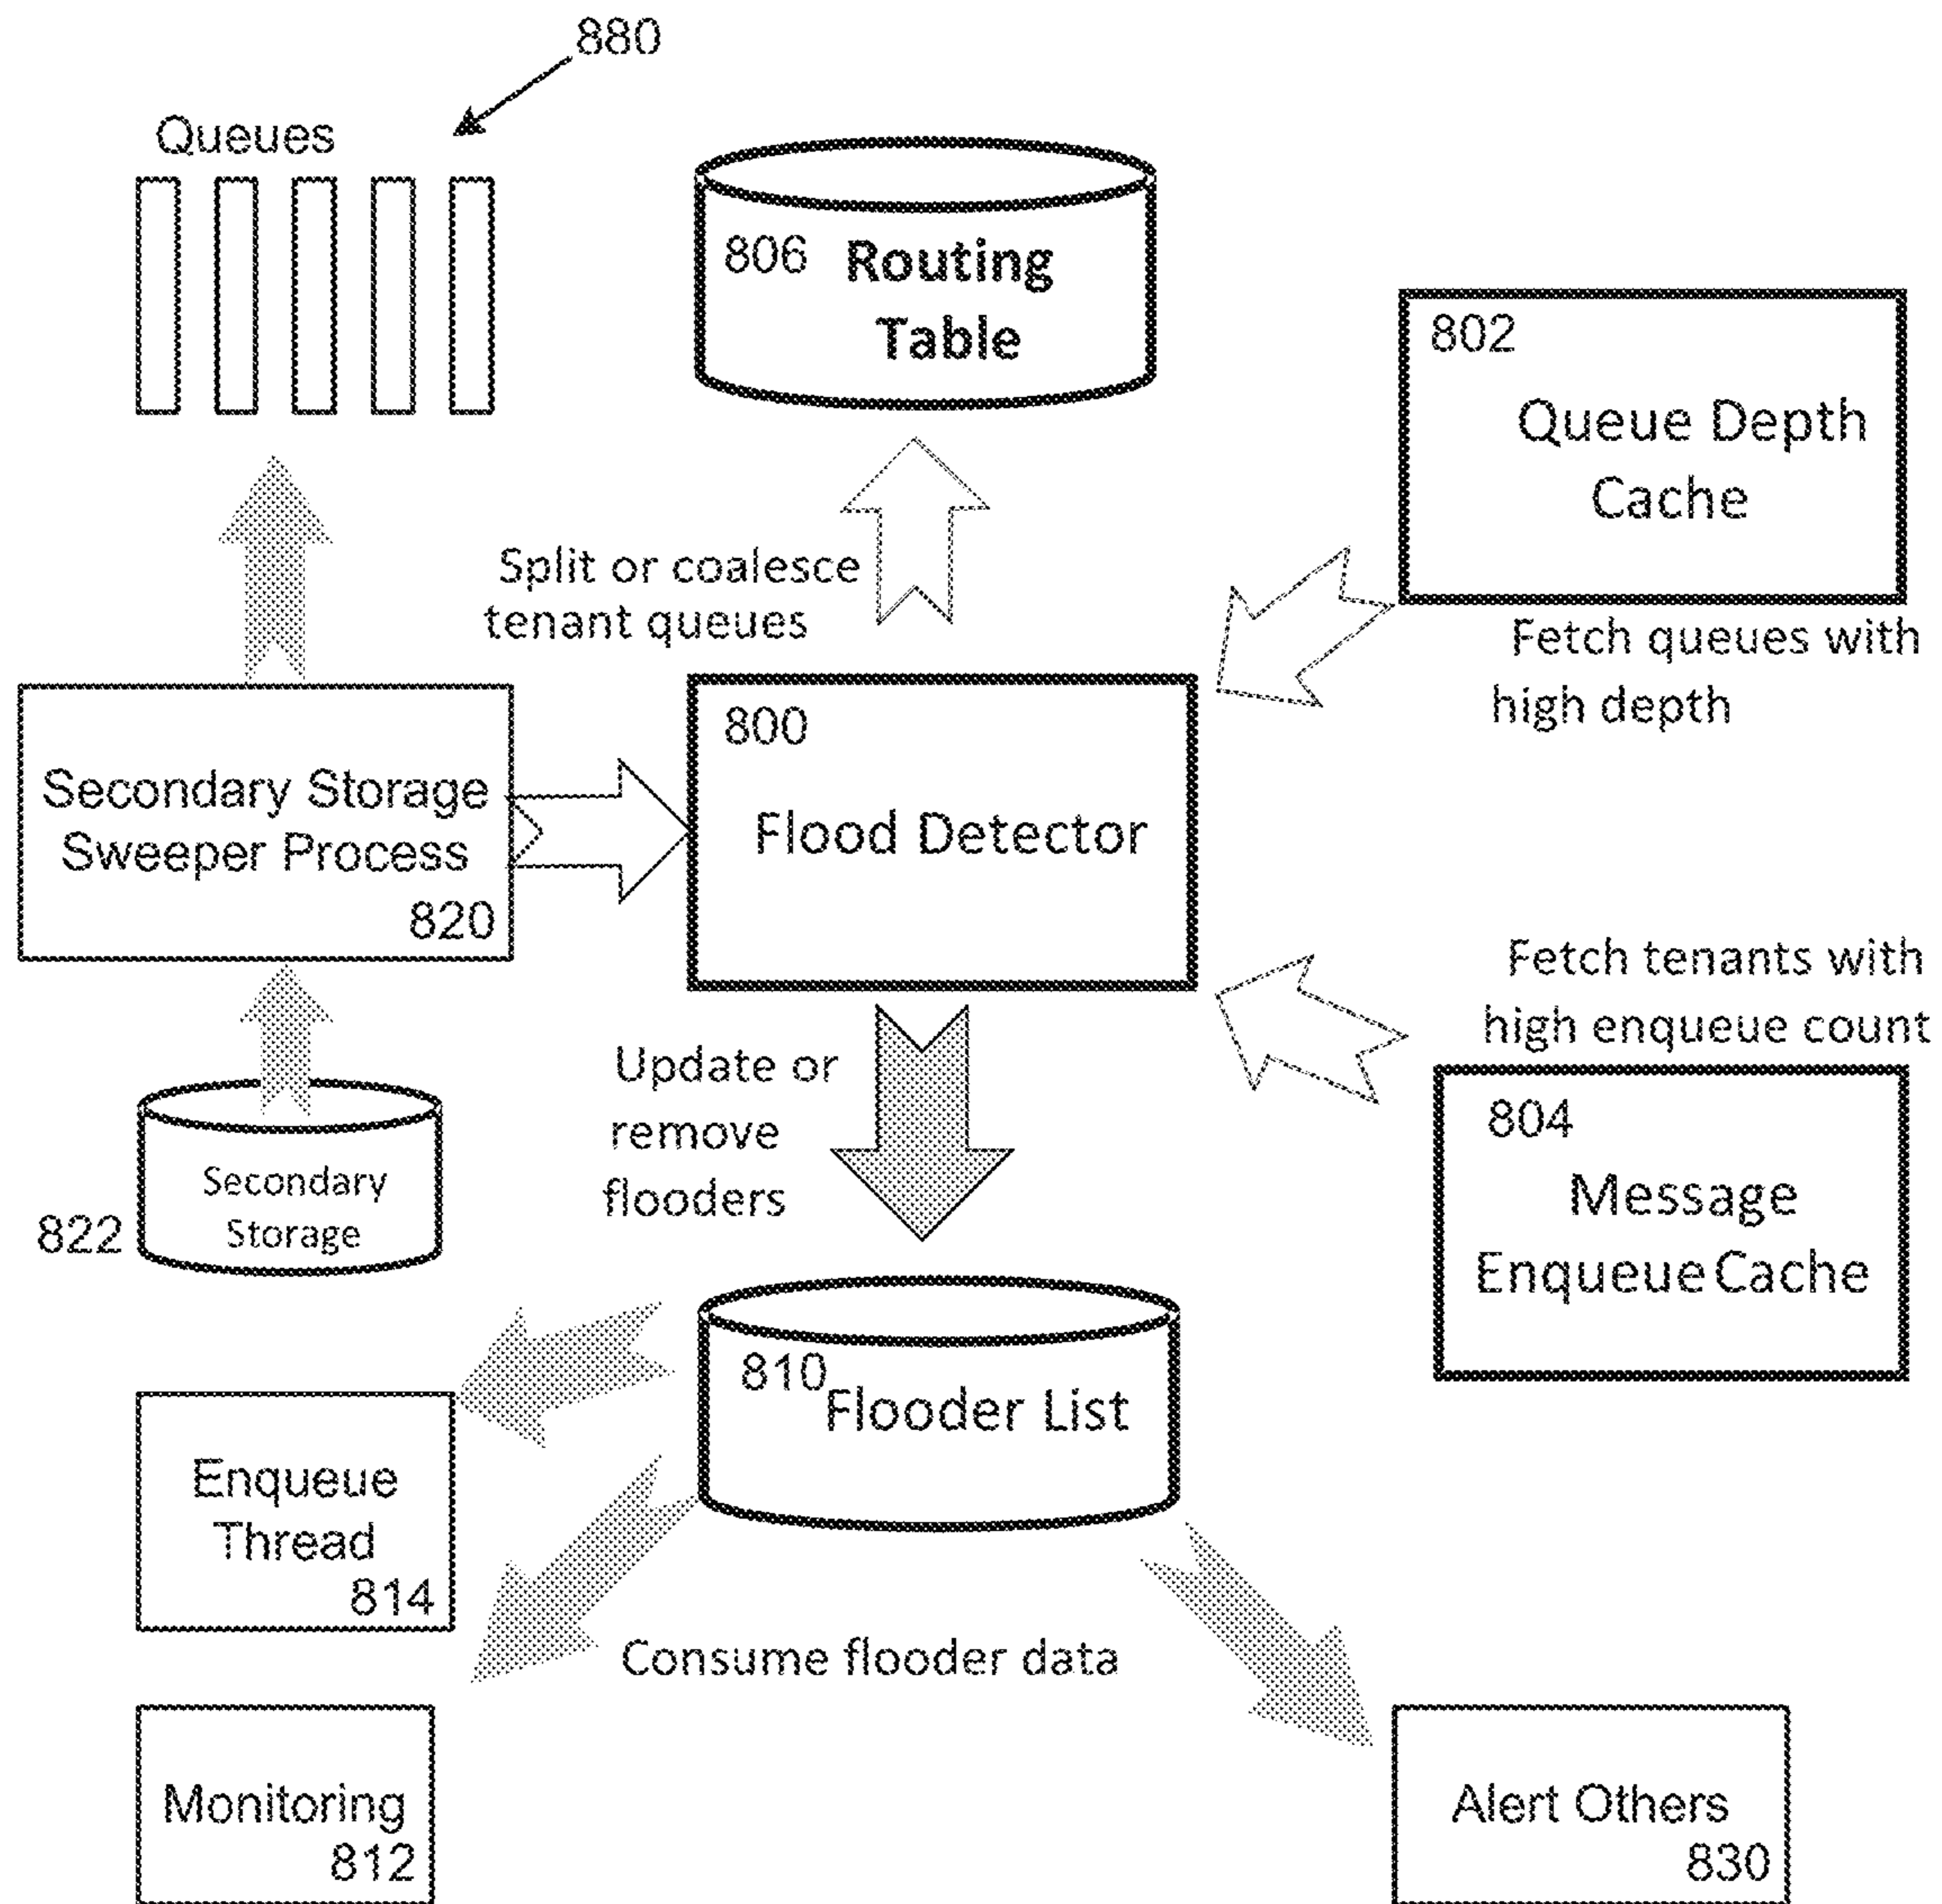 880
Queues
806 Routing
Table
802
Queue Depth
Cache
Split or coalesce
tenant queues
Fetch queues with
high depth
800
Flood Detector
Secondary Storage
Sweeper Process
820
Fetch tenants with
high enqueue count
Update or
remove
flooders
804
Message
Enqueue Cache
Secondary
Storage
822
810
Flooder List
Enqueue
Thread
814
Consume flooder data
Monitoring
812
Alert Others
830